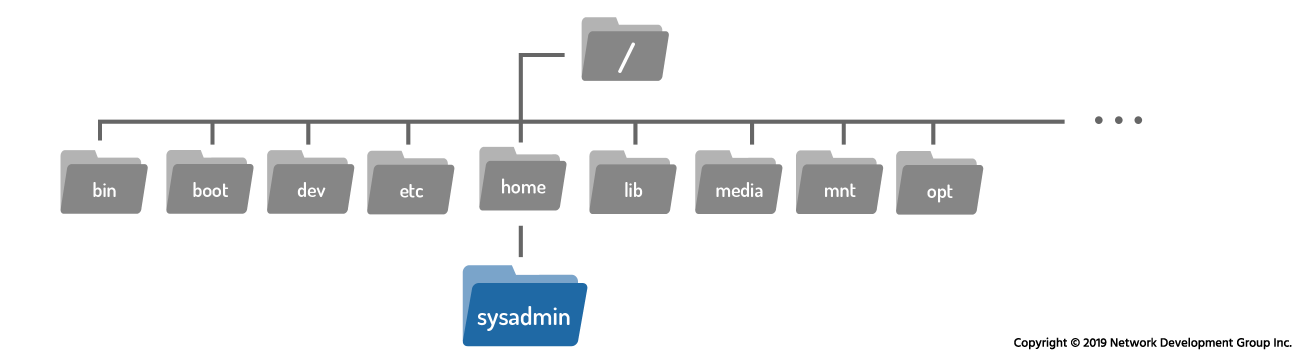 /
bin boot dev etc home lib media mnt opt
sysadmin
Copyright © 2019 Network Development Group Inc.